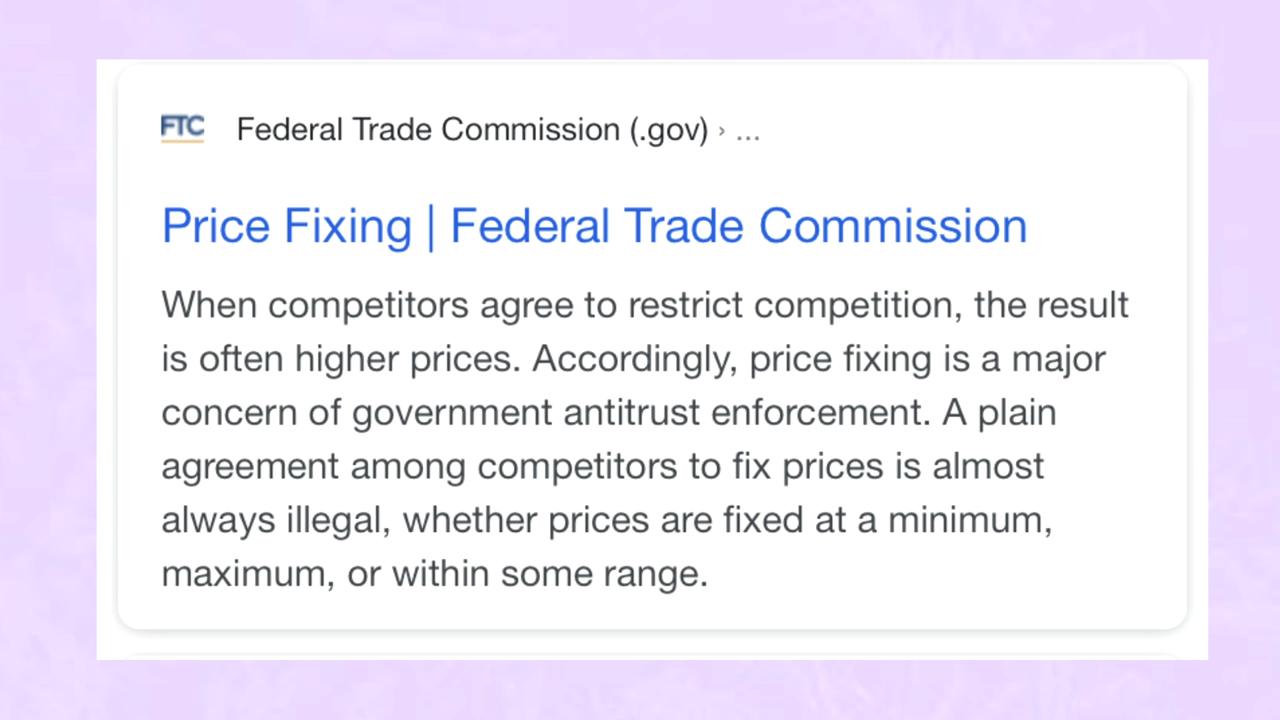 FTC Federal Trade Commission (.gov) › ...
Price Fixing | Federal Trade Commission
When competitors agree to restrict competition, the result
is often higher prices. Accordingly, price fixing is a major
concern of government antitrust enforcement. A plain
agreement among competitors to fix prices is almost
always illegal, whether prices are fixed at a minimum,
maximum, or within some range.